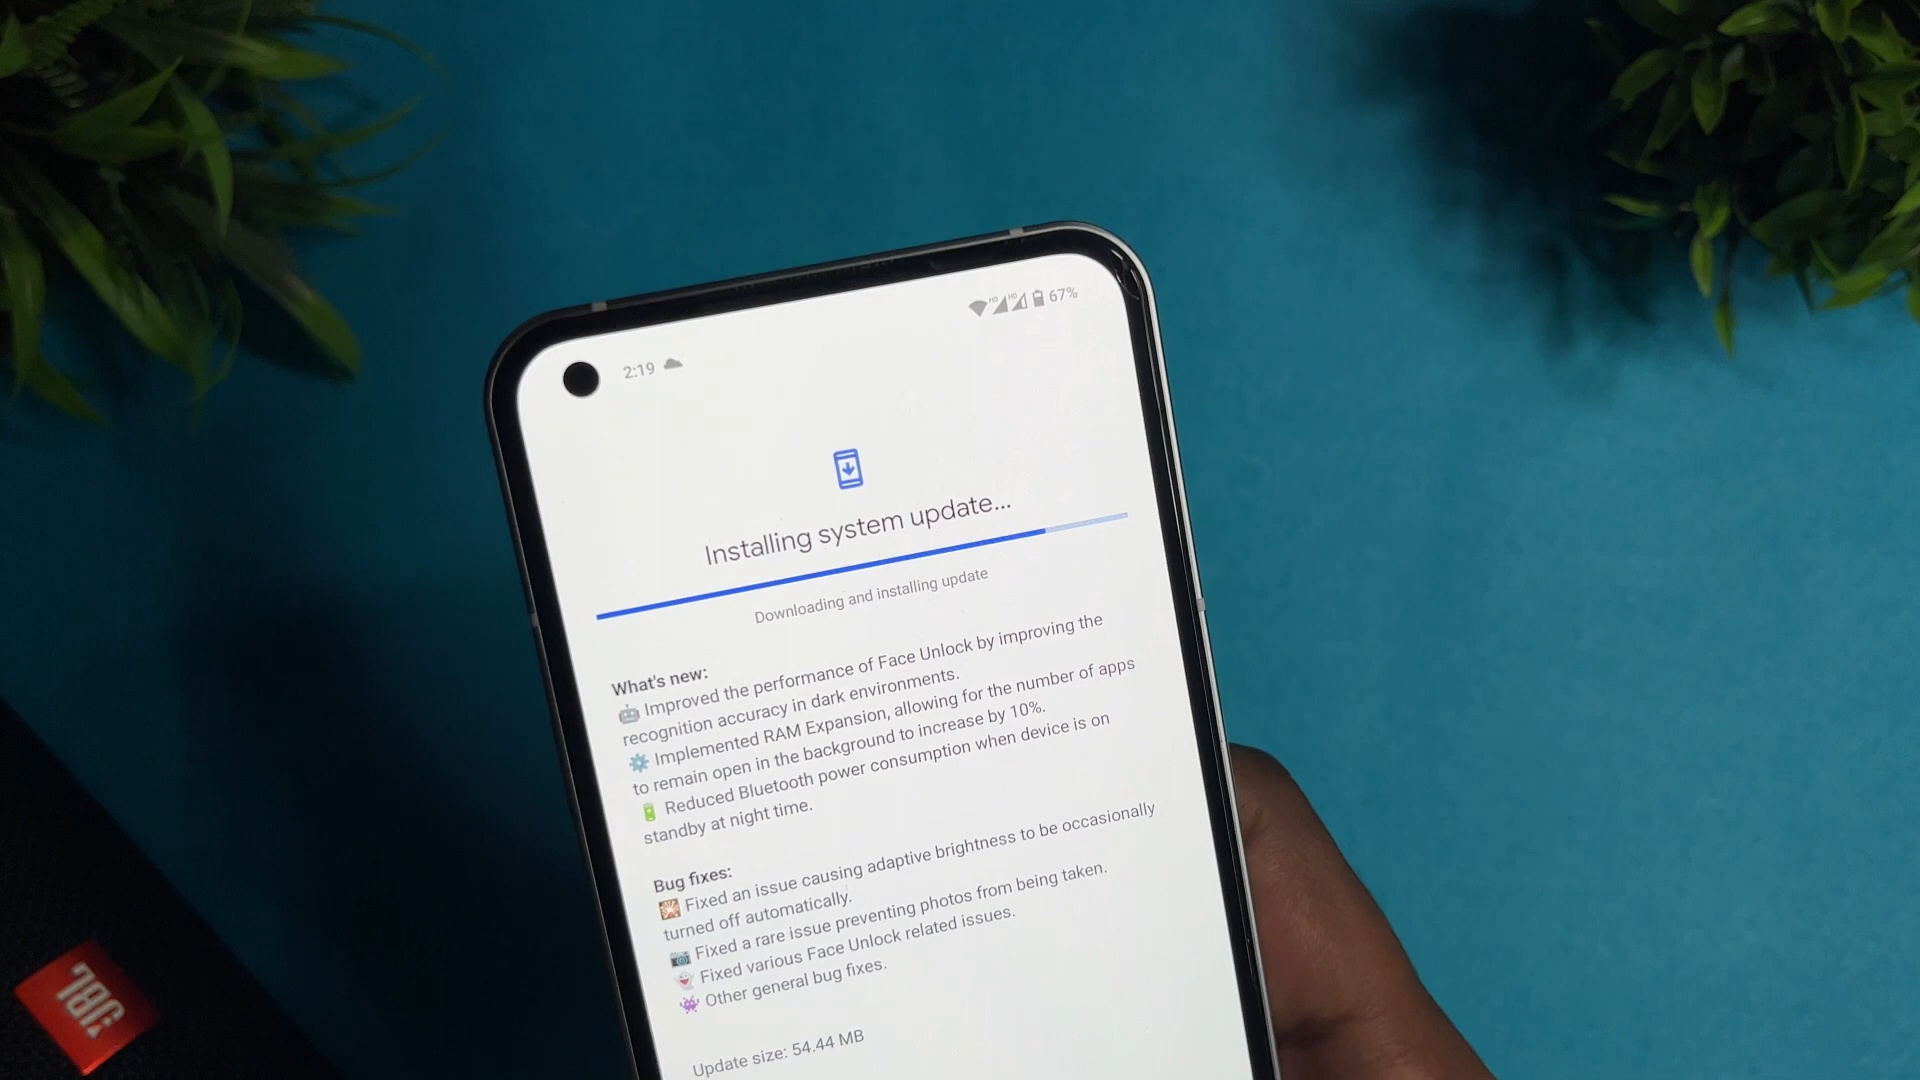 2:19
HD HD 67%
Installing system update...
Downloading and installing update
What's new:
🤖 Improved the performance of Face Unlock by improving the
recognition accuracy in dark environments.
⚙️ Implemented RAM Expansion, allowing for the number of apps
to remain open in the background to increase by 10%.
🔋 Reduced Bluetooth power consumption when device is on
standby at night time.
Bug fixes:
🎇 Fixed an issue causing adaptive brightness to be occasionally
turned off automatically.
📷 Fixed a rare issue preventing photos from being taken.
👻 Fixed various Face Unlock related issues.
👾 Other general bug fixes.
Update size: 54.44 MB
JBL